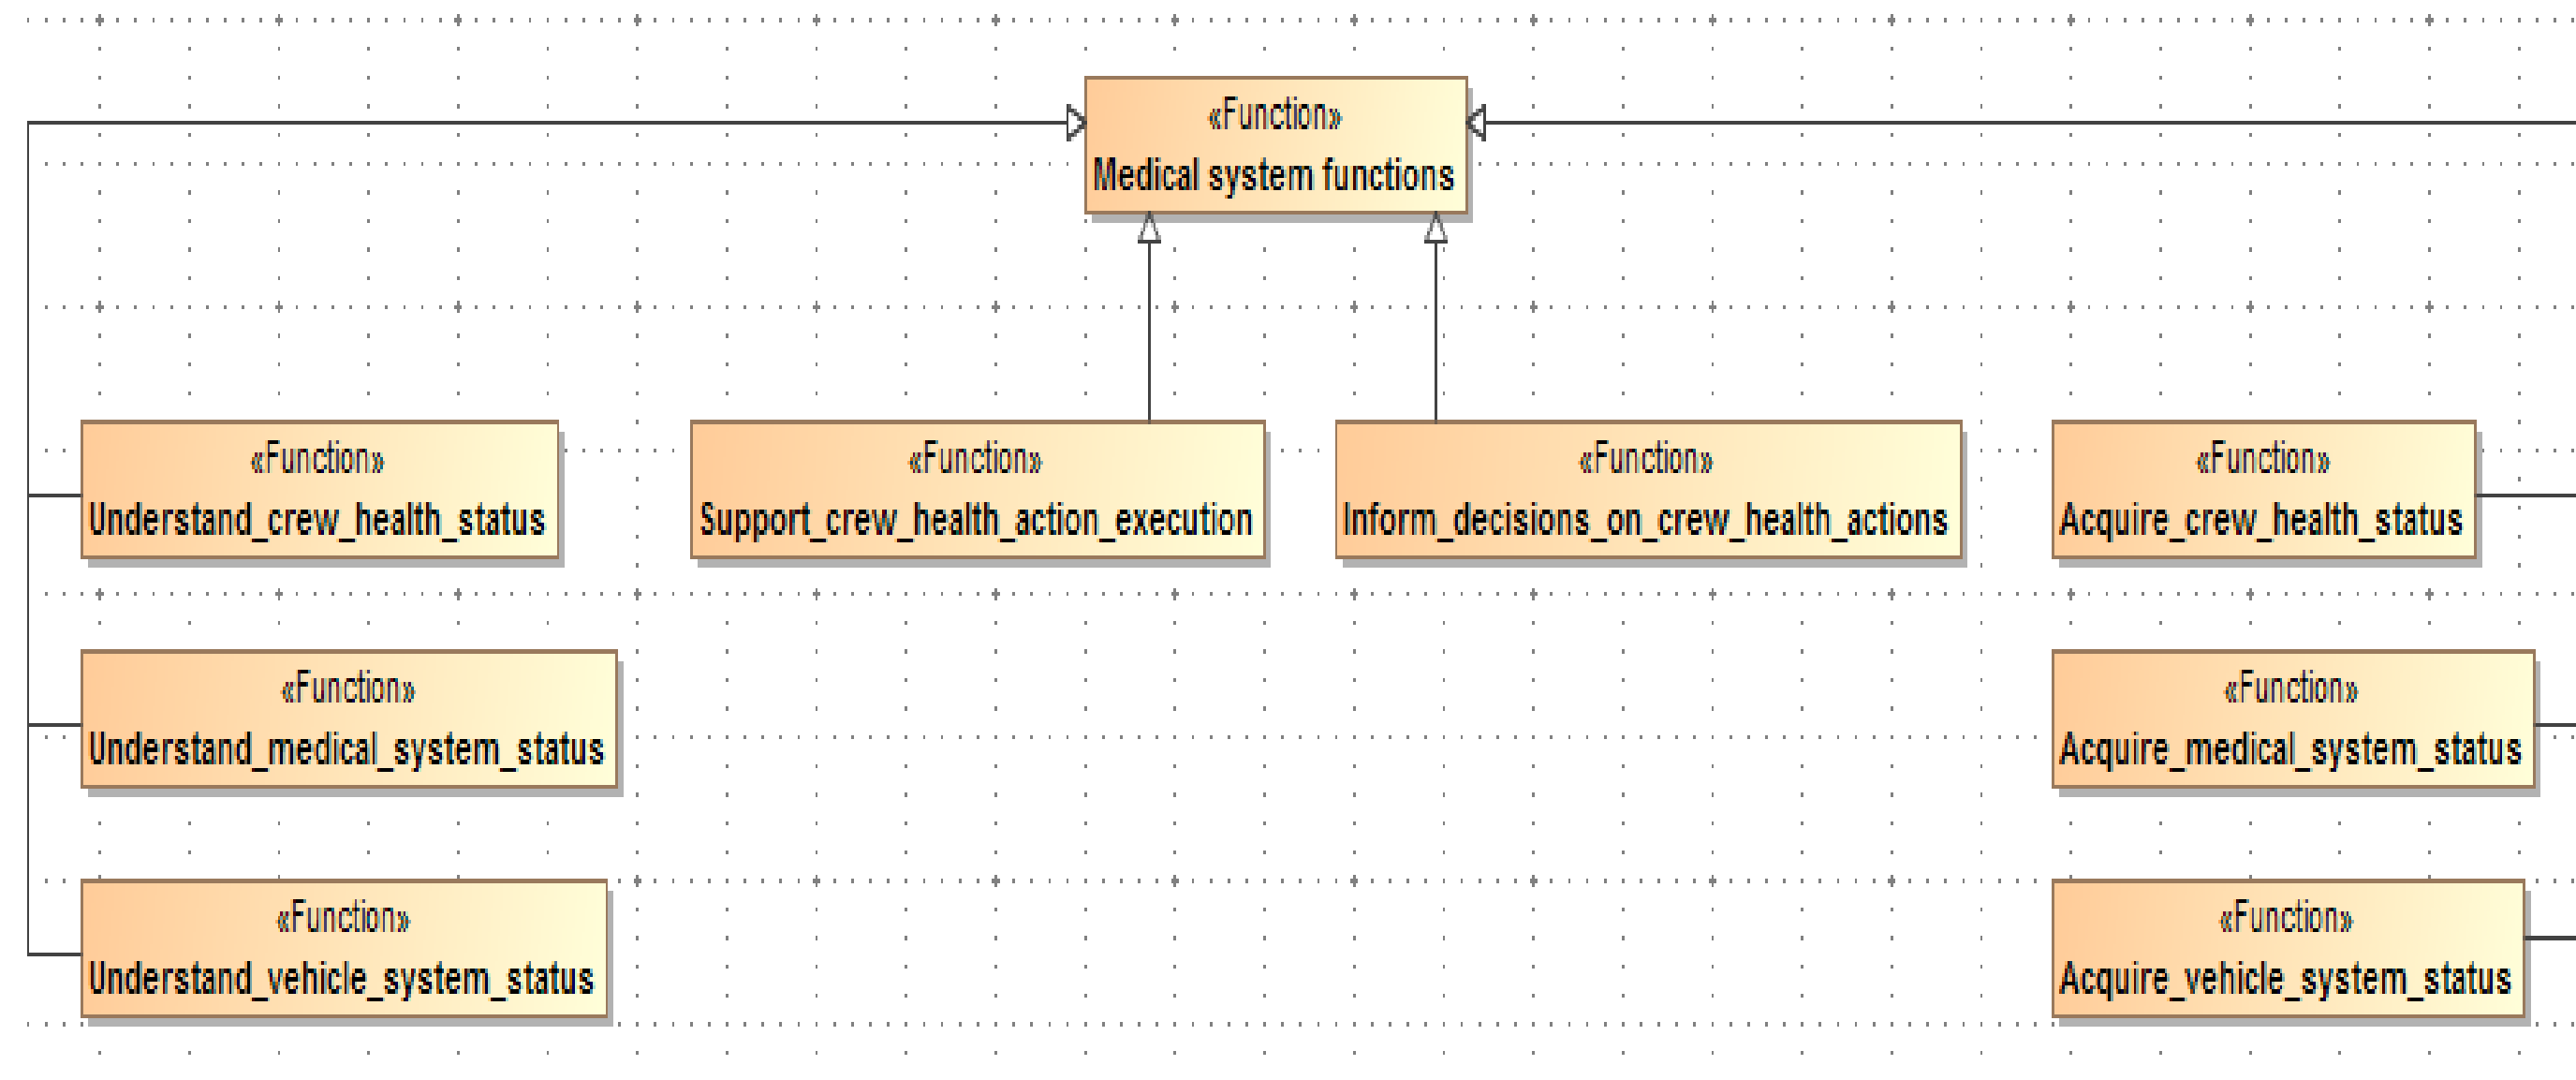 «Function»
Medical system functions
«Function»
Understand_crew_health_status
«Function»
Support_crew_health_action_execution
«Function»
Inform_decisions_on_crew_health_actions
«Function»
Acquire_crew_health_status
«Function»
Understand_medical_system_status
«Function»
Acquire_medical_system_status
«Function»
Understand_vehicle_system_status
«Function»
Acquire_vehicle_system_status